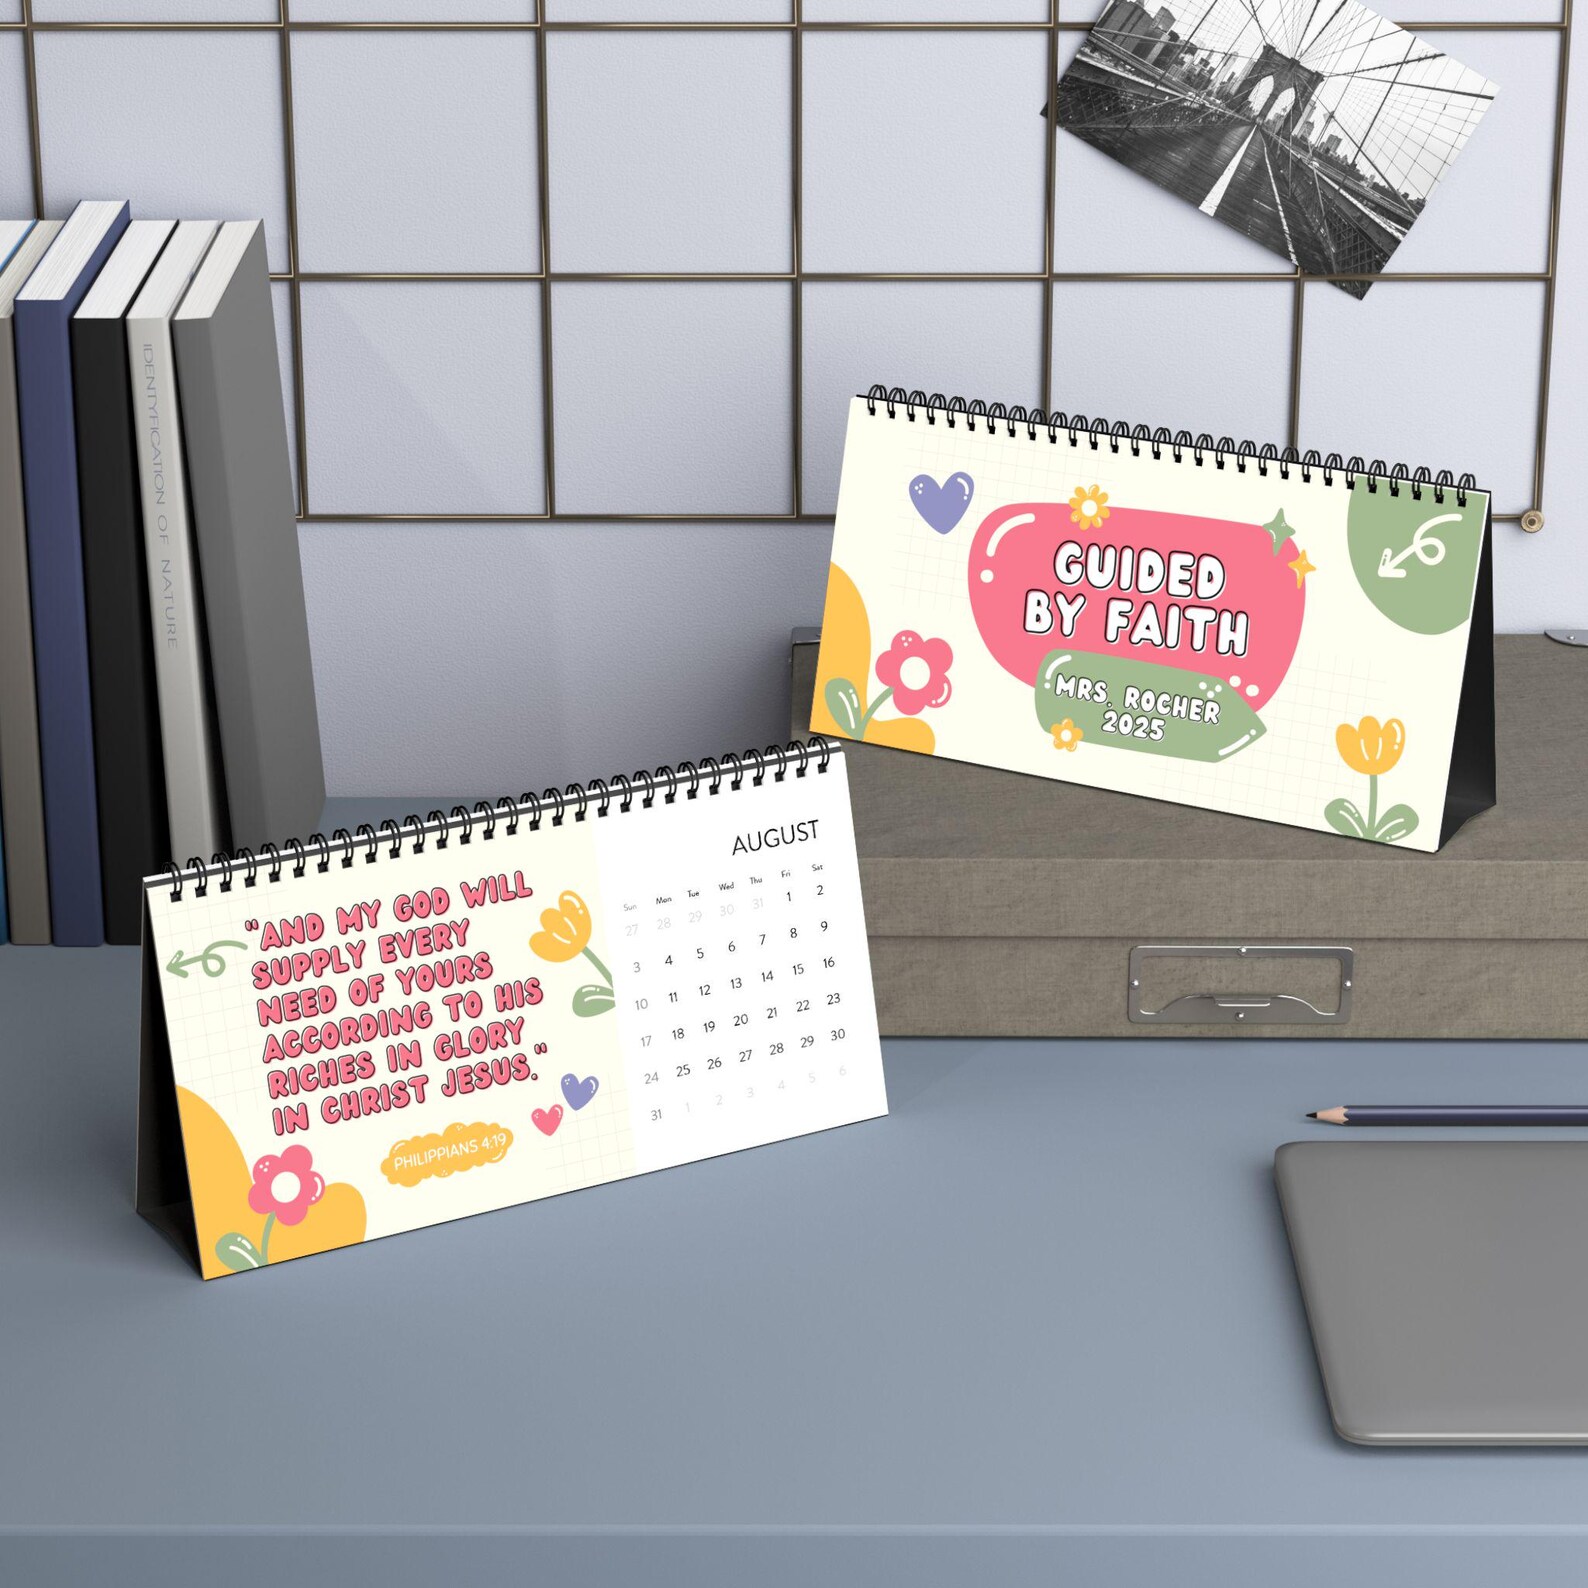 IDENTYFICATION OF NATURE
GUIDED
BY FAITH
MRS. ROCHER
2025
"AND MY GOD WILL
SUPPLY EVERY
NEED OF YOURS
ACCORDING TO HIS
RICHES IN GLORY
IN CHRIST JESUS."
PHILIPPIANS 4:19
AUGUST
Sun Mon Tue Wed Thu Fri Sat
27 28 29 30 31 1 2
3 4 5 6 7 8 9
10 11 12 13 14 15 16
17 18 19 20 21 22 23
24 25 26 27 28 29 30
31 1 2 3 4 5 6